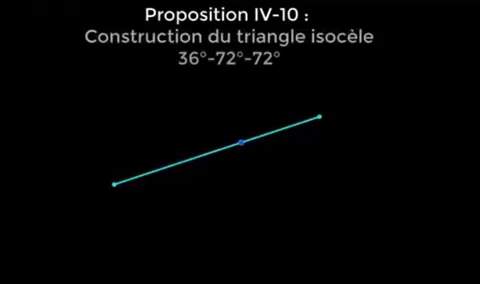 Proposition IV-10 :
Construction du triangle isocèle
36°-72°-72°